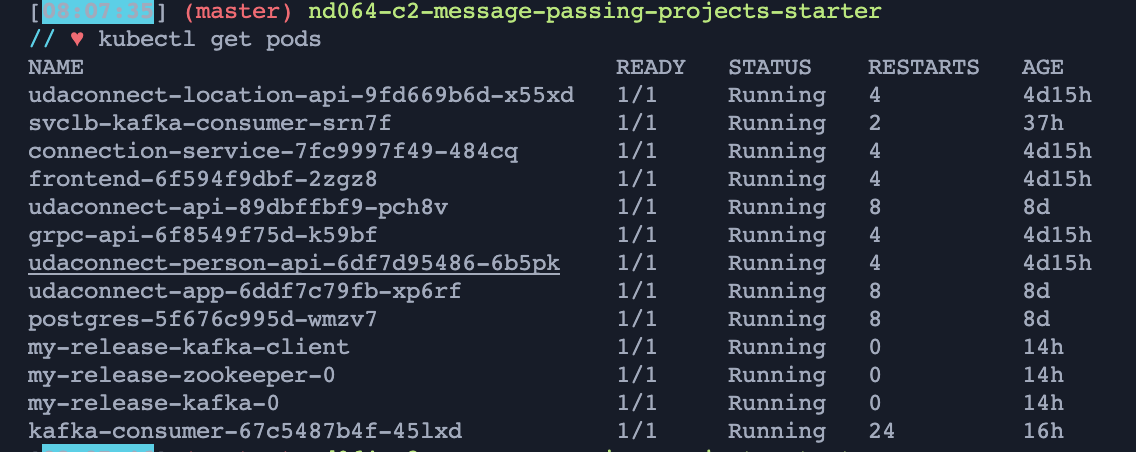 [08:07:35] (master) nd064-c2-message-passing-projects-starter
// ♥ kubectl get pods
NAME READY STATUS RESTARTS AGE
udaconnect-location-api-9fd669b6d-x55xd 1/1 Running 4 4d15h
svclb-kafka-consumer-srn7f 1/1 Running 2 37h
connection-service-7fc9997f49-484cq 1/1 Running 4 4d15h
frontend-6f594f9dbf-2zgz8 1/1 Running 4 4d15h
udaconnect-api-89dbffbf9-pch8v 1/1 Running 8 8d
grpc-api-6f8549f75d-k59bf 1/1 Running 4 4d15h
udaconnect-person-api-6df7d95486-6b5pk 1/1 Running 4 4d15h
udaconnect-app-6ddf7c79fb-xp6rf 1/1 Running 8 8d
postgres-5f676c995d-wmzv7 1/1 Running 8 8d
my-release-kafka-client 1/1 Running 0 14h
my-release-zookeeper-0 1/1 Running 0 14h
my-release-kafka-0 1/1 Running 0 14h
kafka-consumer-67c5487b4f-45lxd 1/1 Running 24 16h